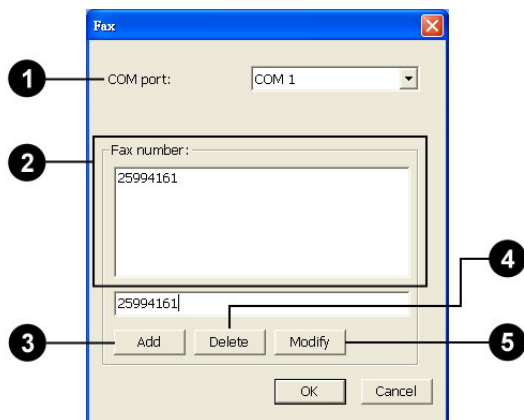 Fax
1
COM port:
COM 1
2
Fax number:
25994161
4
25994161
3
Add
Delete
Modify
5
OK
Cancel